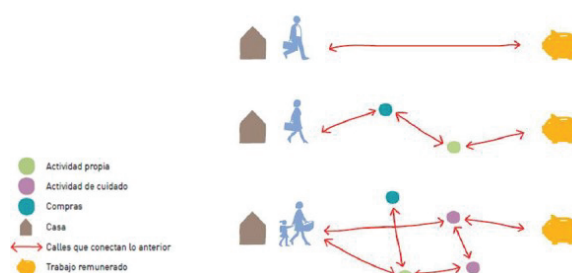 Actividad propia
Actividad de cuidado
Compras
Casa
Calles que conectan lo anterior
Trabajo remunerado